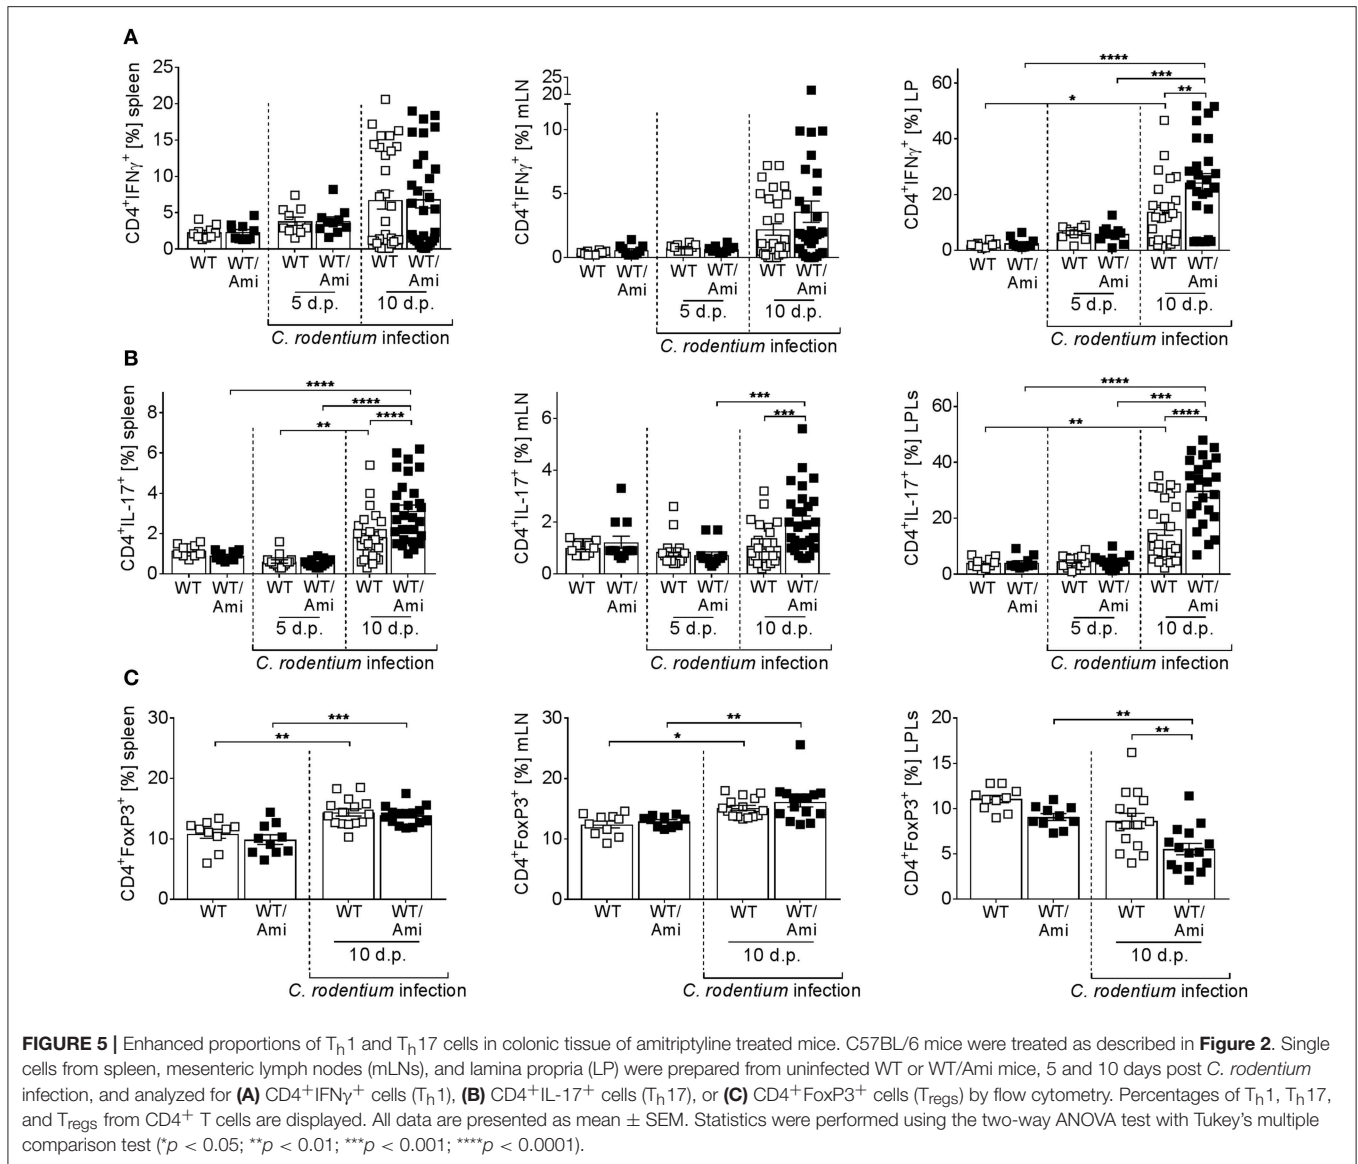 A
CD4+IFNγ+ [%] spleen
25
20
15
10
5
0
WT WT/Ami WT WT/Ami WT WT/Ami
5 d.p. 10 d.p.
C. rodentium infection
CD4+IFNγ+ [%] mLN
25
20
10
5
0
WT WT/Ami WT WT/Ami WT WT/Ami
5 d.p. 10 d.p.
C. rodentium infection
CD4+IFNγ+ [%] LP
60
40
20
0
****
***
* **
WT WT/Ami WT WT/Ami WT WT/Ami
5 d.p. 10 d.p.
C. rodentium infection
B
CD4+IL-17+ [%] spleen
8
6
4
2
0
****
****
** ****
WT WT/Ami WT WT/Ami WT WT/Ami
5 d.p. 10 d.p.
C. rodentium infection
CD4+IL-17+ [%] mLN
6
4
2
0
***
***
WT WT/Ami WT WT/Ami WT WT/Ami
5 d.p. 10 d.p.
C. rodentium infection
CD4+IL-17+ [%] LPLs
60
40
20
0
****
***
** ****
WT WT/Ami WT WT/Ami WT WT/Ami
5 d.p. 10 d.p.
C. rodentium infection
C
CD4+FoxP3+ [%] spleen
30
20
10
0
***
**
WT WT/Ami WT WT/Ami
10 d.p.
C. rodentium infection
CD4+FoxP3+ [%] mLN
30
20
10
0
**
*
WT WT/Ami WT WT/Ami
10 d.p.
C. rodentium infection
CD4+FoxP3+ [%] LPLs
20
15
10
5
0
**
**
WT WT/Ami WT WT/Ami
10 d.p.
C. rodentium infection
FIGURE 5 | Enhanced proportions of Th1 and Th17 cells in colonic tissue of amitriptyline treated mice. C57BL/6 mice were treated as described in Figure 2. Single
cells from spleen, mesenteric lymph nodes (mLNs), and lamina propria (LP) were prepared from uninfected WT or WT/Ami mice, 5 and 10 days post C. rodentium
infection, and analyzed for (A) CD4+IFNγ+ cells (Th1), (B) CD4+IL-17+ cells (Th17), or (C) CD4+FoxP3+ cells (Tregs) by flow cytometry. Percentages of Th1, Th17,
and Tregs from CD4+ T cells are displayed. All data are presented as mean ± SEM. Statistics were performed using the two-way ANOVA test with Tukey's multiple
comparison test (*p < 0.05; **p < 0.01; ***p < 0.001; ****p < 0.0001).